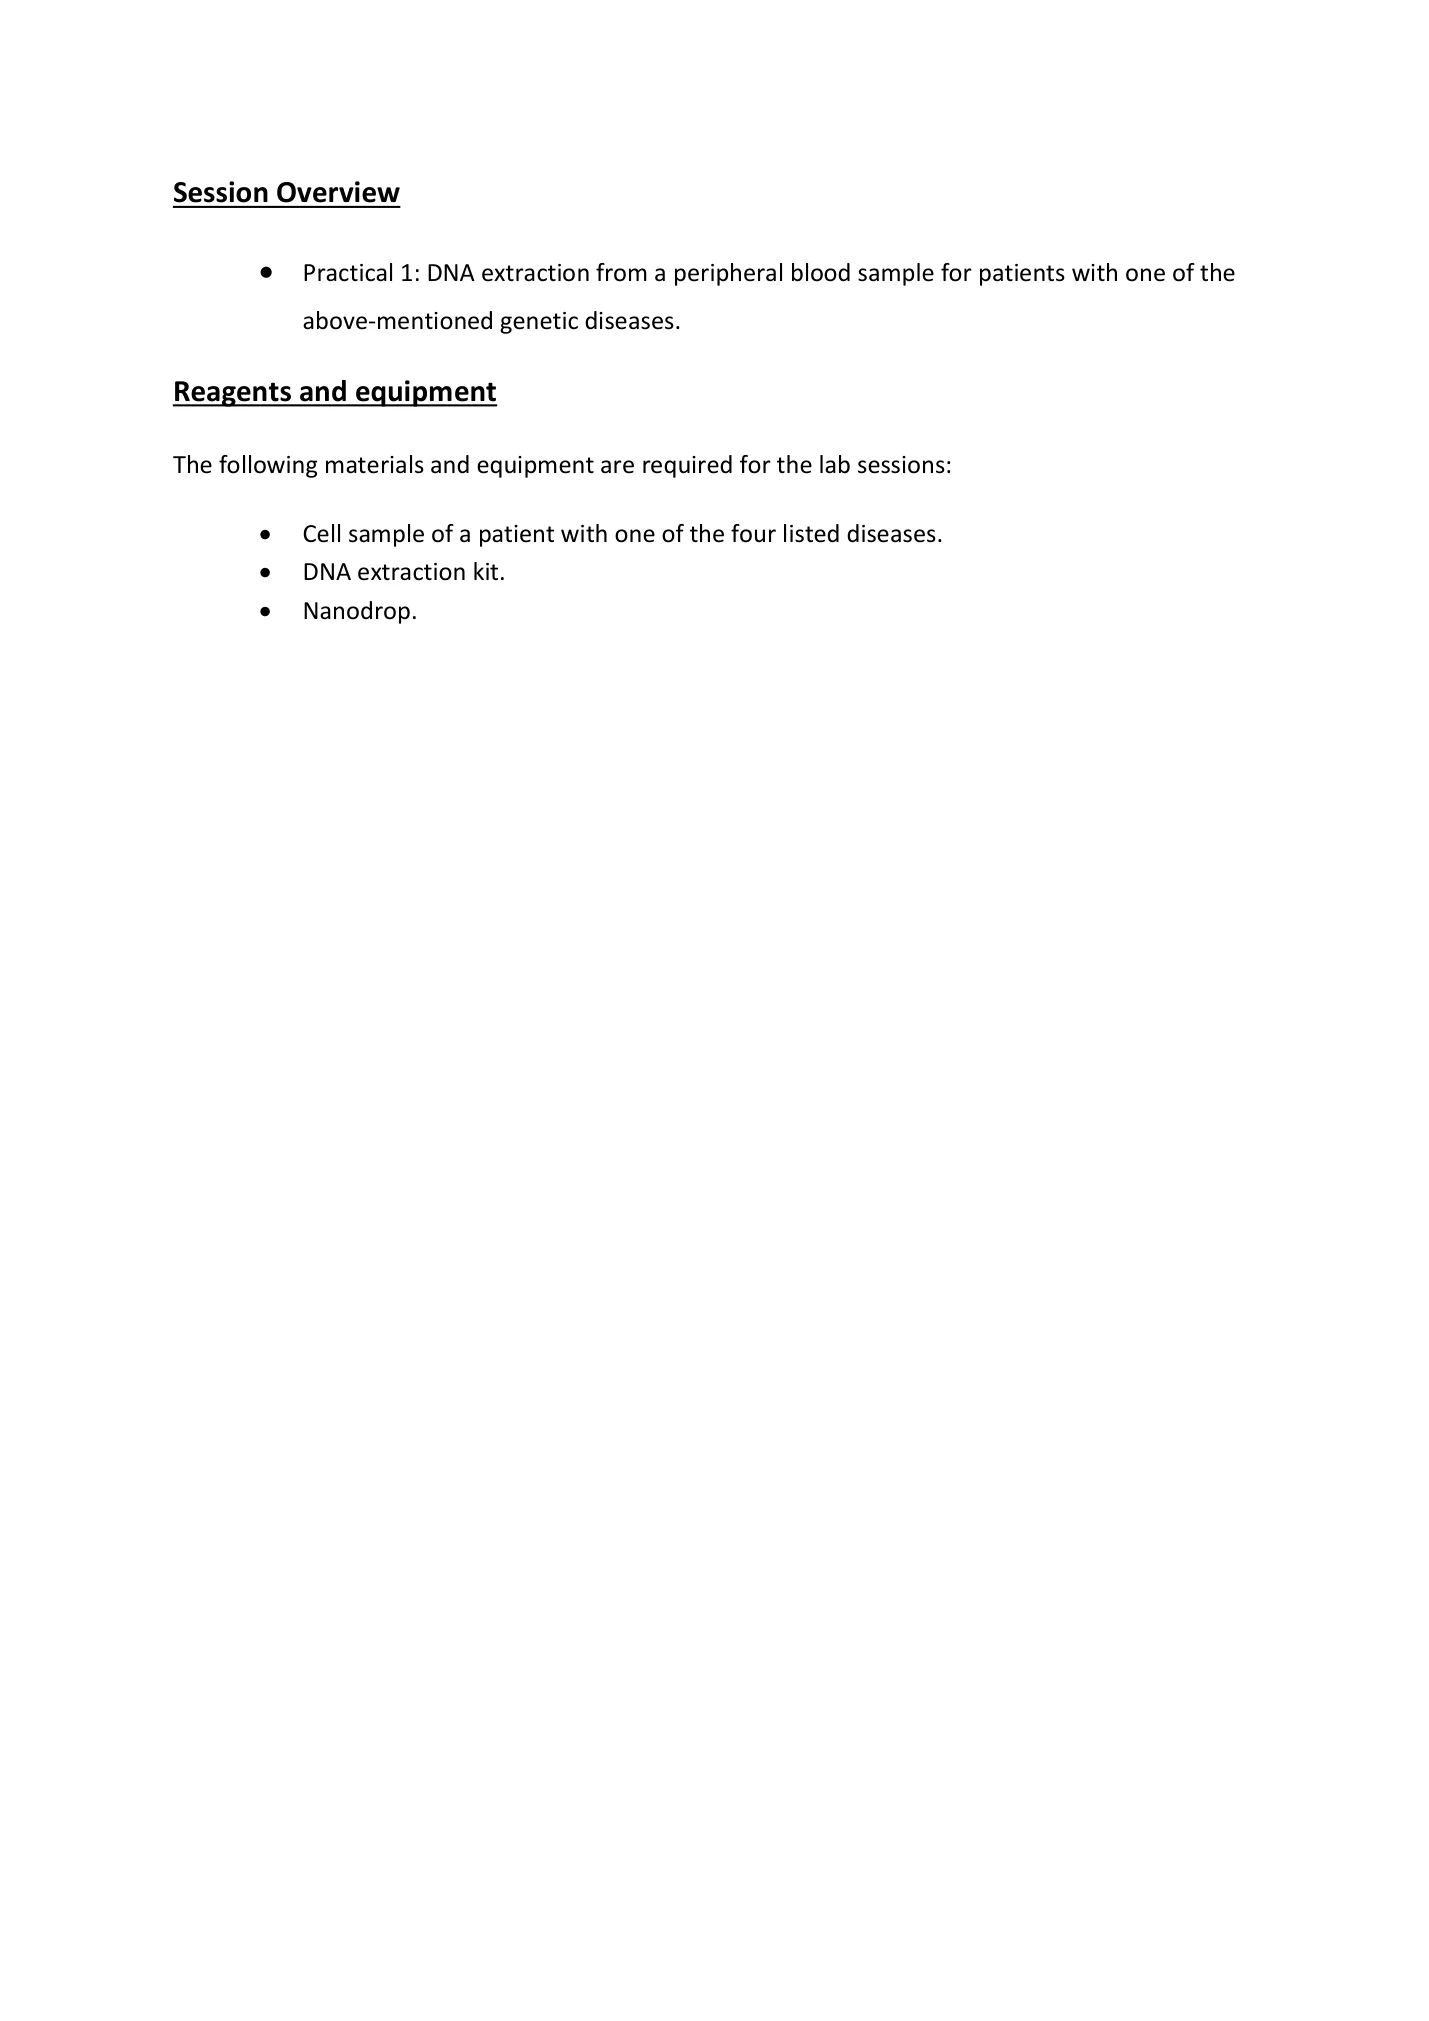 Session Overview
• Practical 1: DNA extraction from a peripheral blood sample for patients with one of the
above-mentioned genetic diseases.
Reagents and equipment
The following materials and equipment are required for the lab sessions:
• Cell sample of a patient with one of the four listed diseases.
• DNA extraction kit.
• Nanodrop.